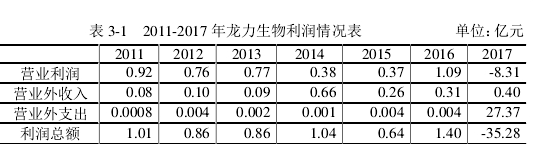 表 3-1 2011-2017 年龙力生物利润情况表 单位：亿元
2011 2012 2013 2014 2015 2016 2017
营业利润 0.92 0.76 0.77 0.38 0.37 1.09 -8.31
营业外收入 0.08 0.10 0.09 0.66 0.26 0.31 0.40
营业外支出 0.0008 0.004 0.002 0.001 0.004 0.004 27.37
利润总额 1.01 0.86 0.86 1.04 0.64 1.40 -35.28